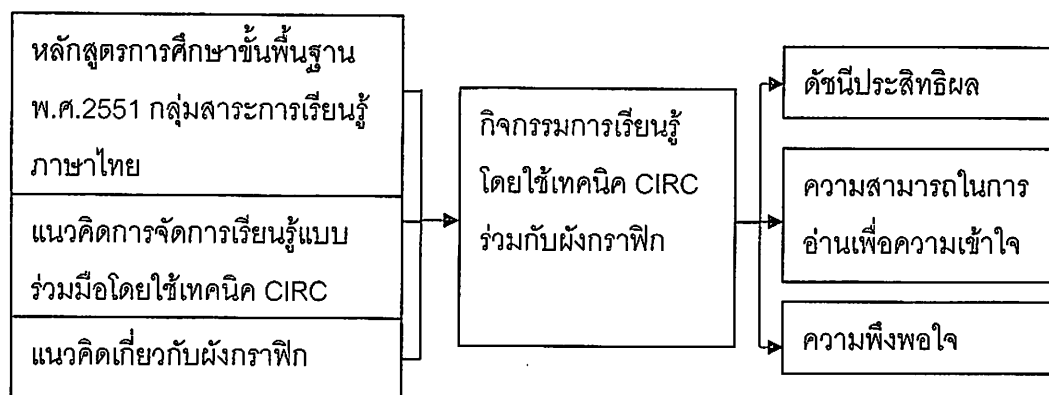 หลักสูตรการศึกษาขั้นพื้นฐาน
พ.ศ.2551 กลุ่มสาระการเรียนรู้
ภาษาไทย
แนวคิดการจัดการเรียนรู้แบบ
ร่วมมือโดยใช้เทคนิค CIRC
แนวคิดเกี่ยวกับผังกราฟิก
กิจกรรมการเรียนรู้
โดยใช้เทคนิค CIRC
ร่วมกับผังกราฟิก
ดัชนีประสิทธิผล
ความสามารถในการ
อ่านเพื่อความเข้าใจ
ความพึงพอใจ